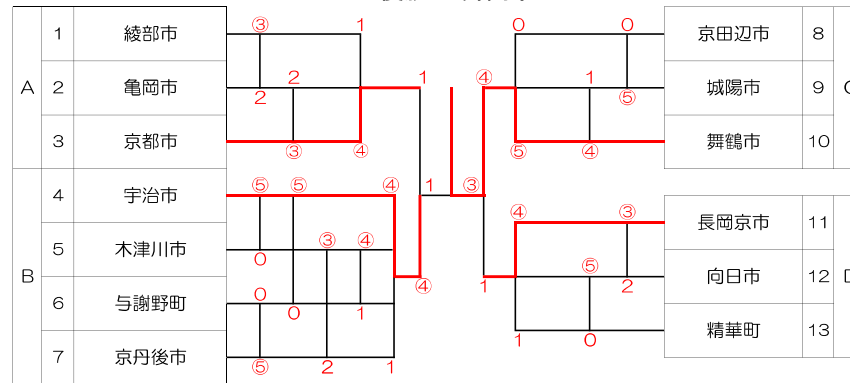 ③ 1 0 0
1 綾部市 京田辺市 8
2 1 ④ 1
A 2 亀岡市 城陽市 9
2 ⑤
3 京都市 舞鶴市 10
③ ④ ⑤ ④
4 宇治市 ⑤ ⑤ ④ 1 ③
④ ③
5 木津川市 長岡京市 11
0 ③ ④
B ⑤
④ 1 向日市 12
6 与謝野町 0 2
0 1
精華町 13
7 京丹後市 1 0
⑤ 2 1